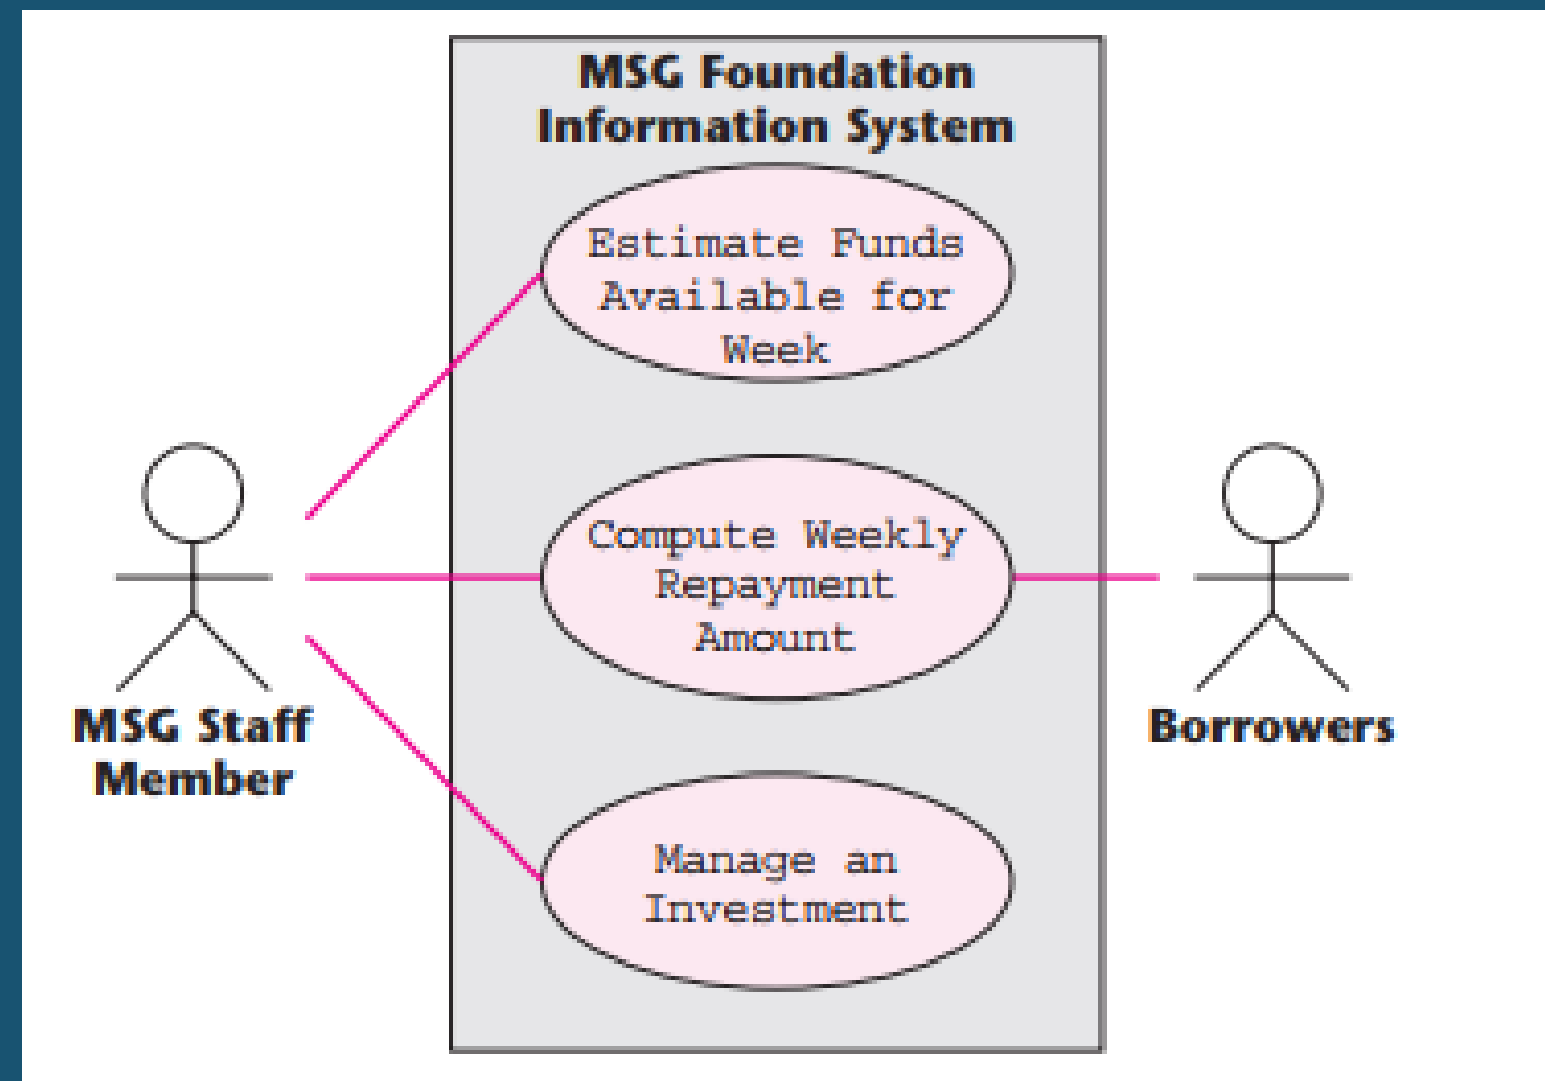 MSG Foundation
Information System
Estimate Funds
Available for
Week
Compute Weekly
Repayment
Amount
MSG Staff
Member
Borrowers
Manage an
Investment